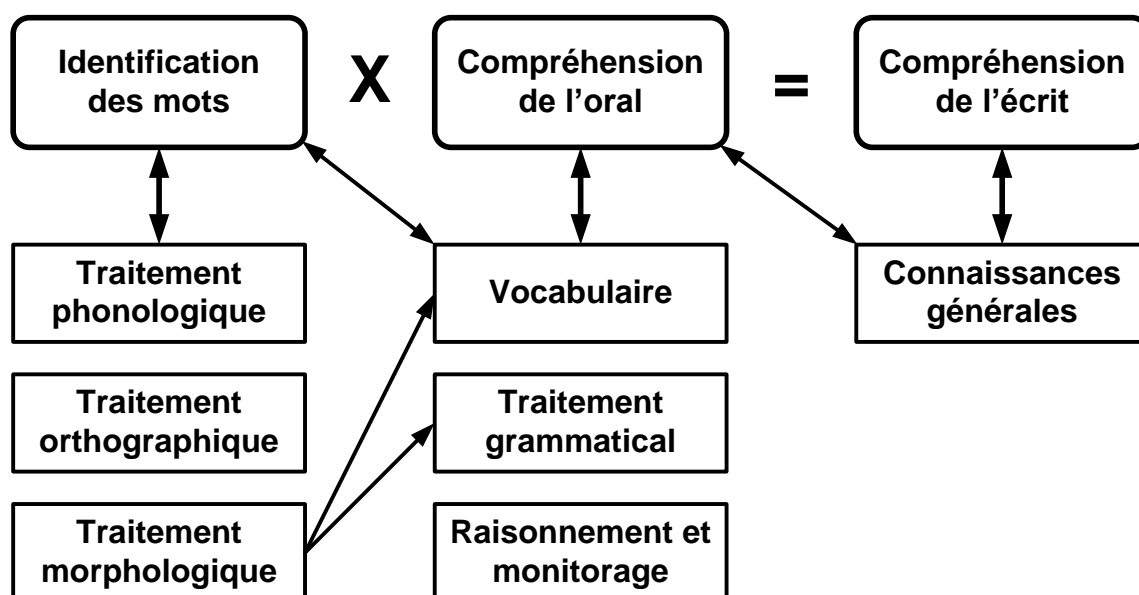 Identification
des mots
X
Compréhension
de l’oral
=
Compréhension
de l’écrit
Traitement
phonologique
Vocabulaire
Connaissances
générales
Traitement
orthographique
Traitement
grammatical
Traitement
morphologique
Raisonnement et
monitorage